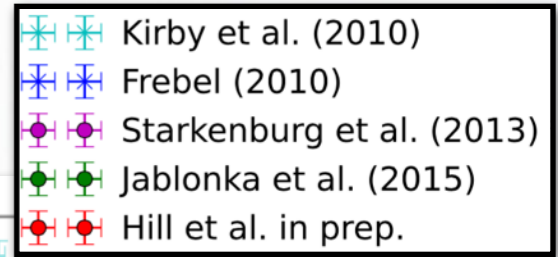 Kirby et al. (2010)
Frebel (2010)
Starkenburg et al. (2013)
Jablonka et al. (2015)
Hill et al. in prep.